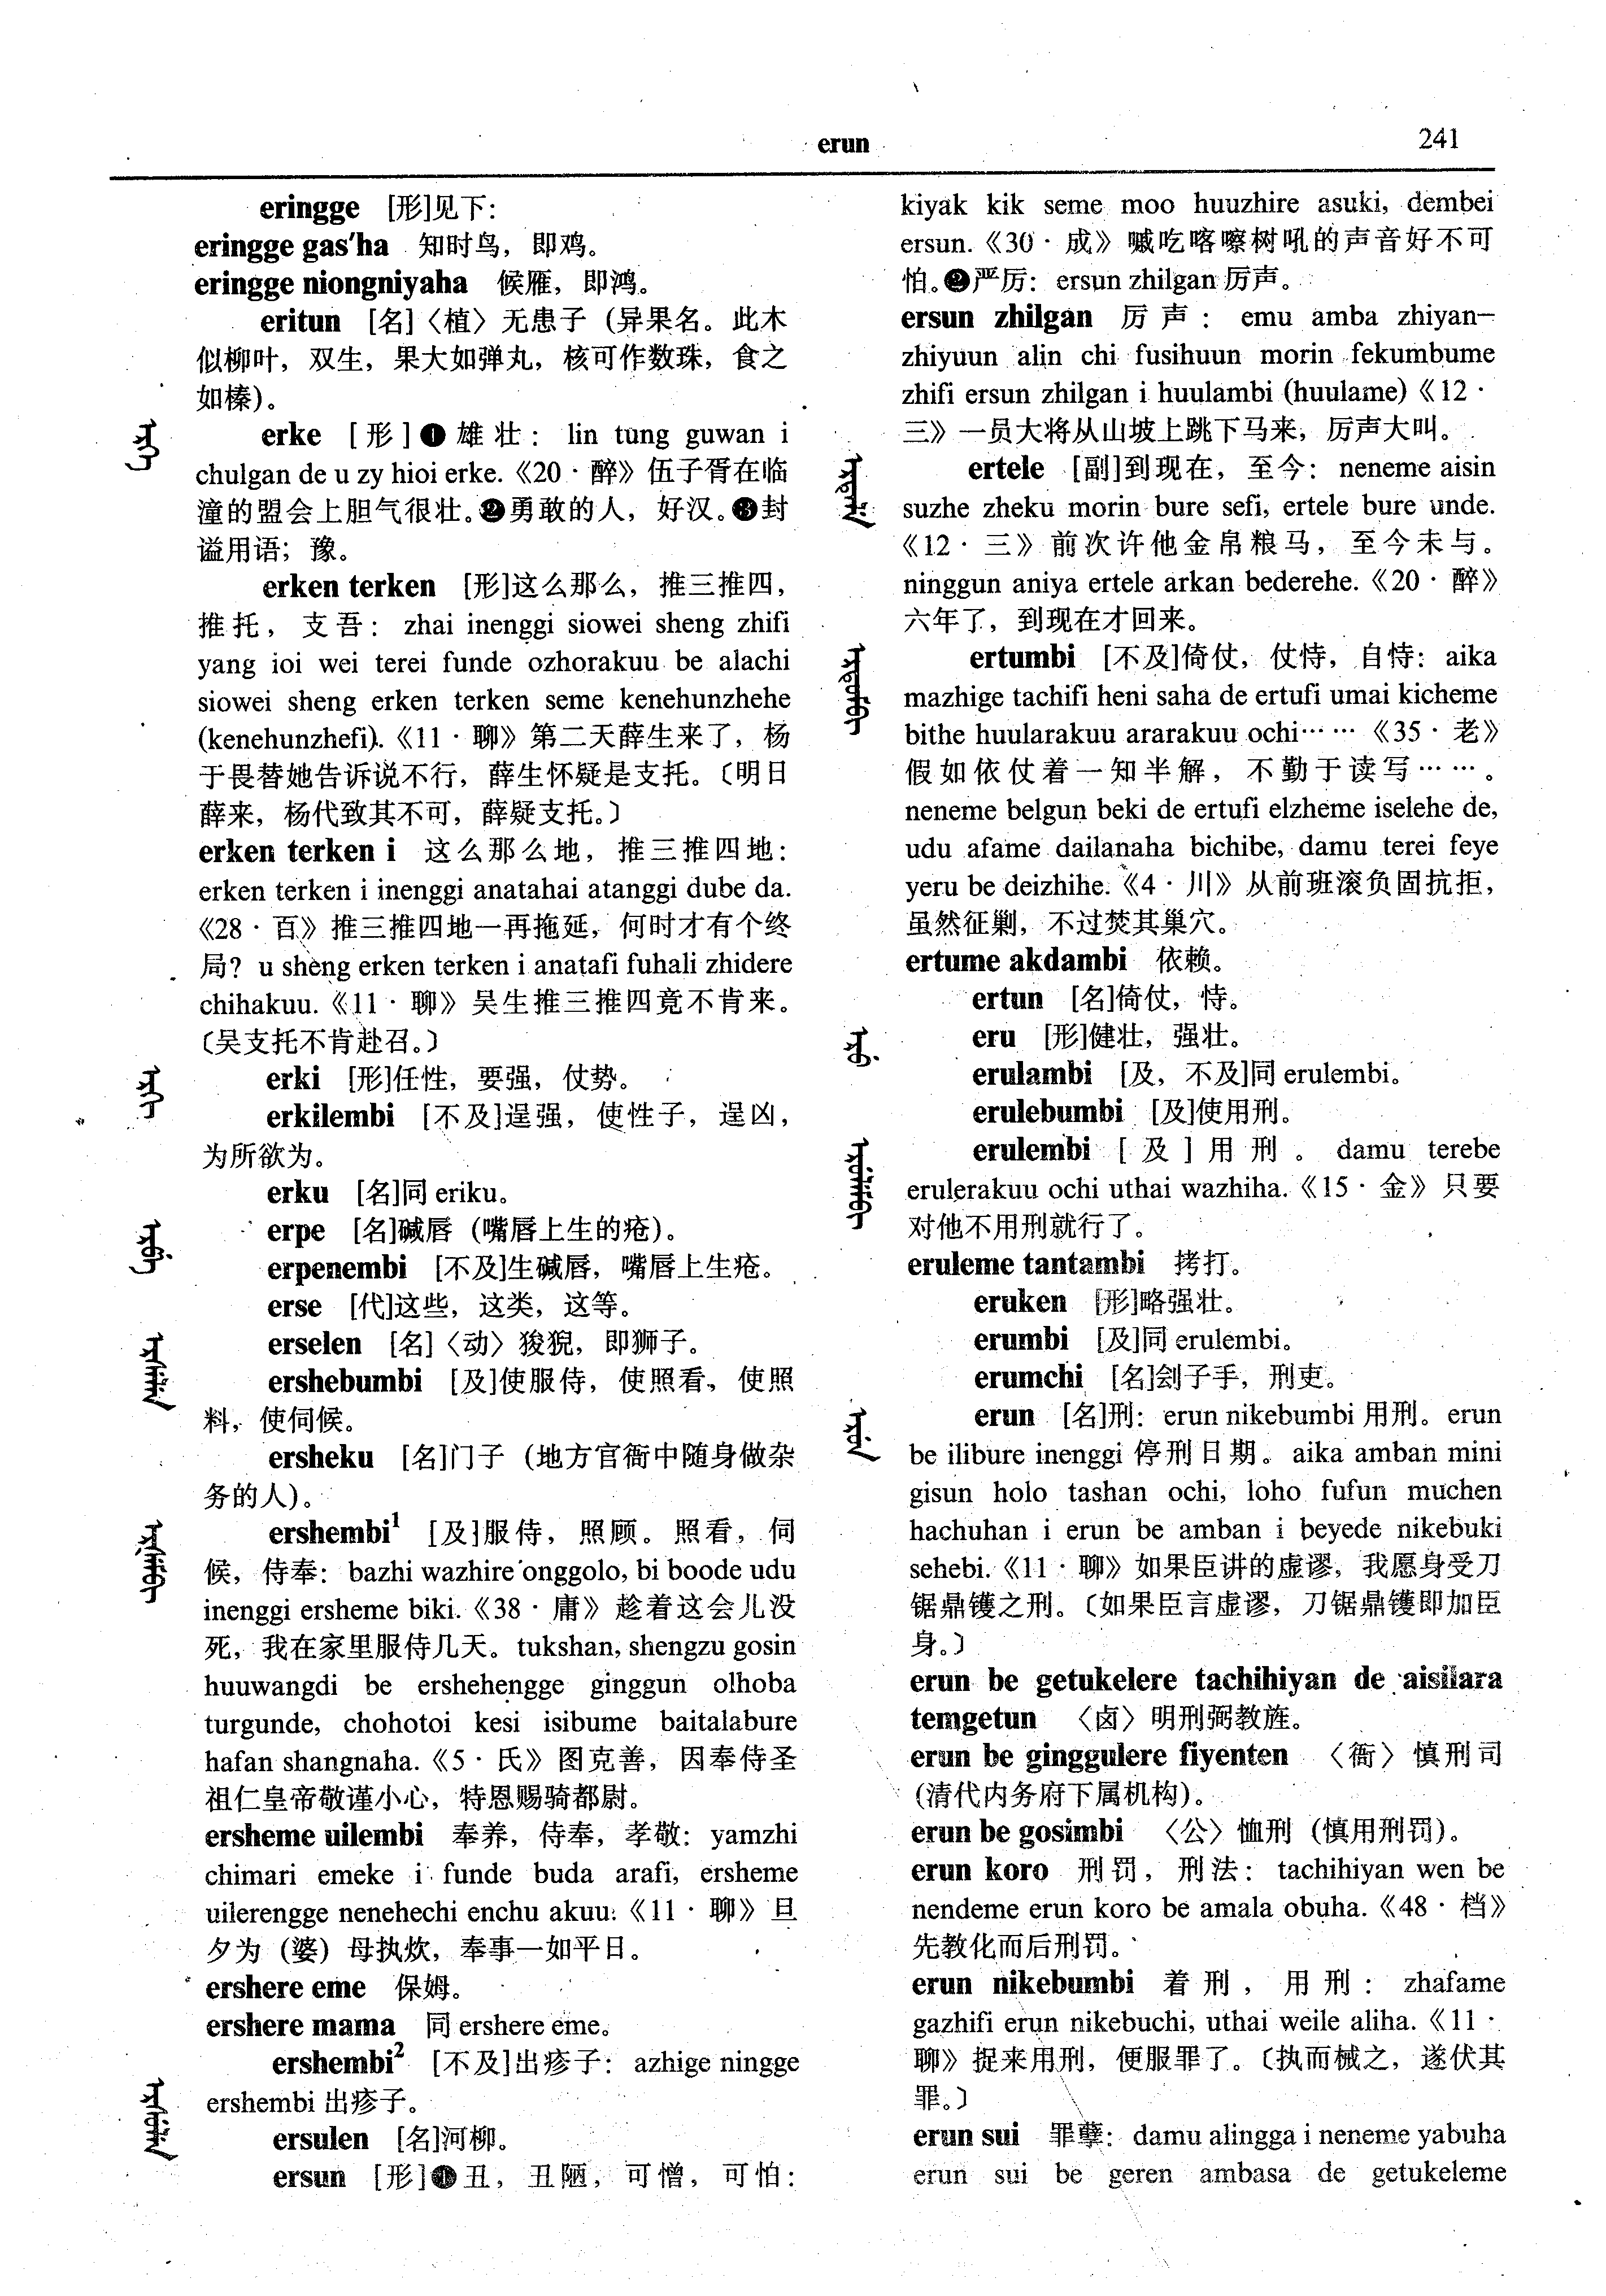 erun
241
eringge [形]见下:
eringge gas'ha 知时鸟，即鸡。
eringge niongniyaha 候雁，即鸿。
eritun [名]〈植〉无患子（异果名。此木
似柳叶，双生，果大如弹丸，核可作数珠，食之
如榛）。
erke [形]❶雄壮：lin tung guwan i
chulgan de u zy hioi erke.《20·醉》伍子胥在临
潼的盟会上胆气很壮。❷勇敢的人，好汉。❸封
谥用语；豫。
erken terken [形]这么那么，推三推四，
推托，支吾：zhai inenggi siowei sheng zhifi
yang ioi wei terei funde ozhorakuu be alachi
siowei sheng erken terken seme kenehunzhehe
(kenehunzhefi).《11·聊》第二天薛生来了，杨
于畏替她告诉说不行，薛生怀疑是支托。〔明日
薛来，杨代致其不可，薛疑支托。〕
erken terken i 这么那么地，推三推四地：
erken terken i inenggi anatahai atanggi dube da.
《28·百》推三推四地一再拖延，何时才有个终
局？u sheng erken terken i anatafi fuhali zhidere
chihakuu.《11·聊》吴生推三推四竟不肯来。
〔吴支托不肯赴召。〕
erki [形]任性，要强，仗势。
erkilembi [不及]逞强，使性子，逞凶，
为所欲为。
erku [名]同 eriku。
erpe [名]碱唇（嘴唇上生的疮）。
erpenembi [不及]生碱唇，嘴唇上生疮。
erse [代]这些，这类，这等。
erselen [名]〈动〉狻猊，即狮子。
ershebumbi [及]使服侍，使照看，使照
料，使伺候。
ersheku [名]门子（地方官衙中随身做杂
务的人）。
ershembi¹ [及]服侍，照顾。照看，伺
候，侍奉：bazhi wazhire onggolo, bi boode udu
inenggi ersheme biki.《38·庸》趁着这会儿没
死，我在家里服侍几天。tukshan, shengzu gosin
huuwangdi be ershehengge ginggun olhoba
turgunde, chohotoi kesi isibume baitalabure
hafan shangnaha.《5·氏》图克善，因奉侍圣
祖仁皇帝敬谨小心，特恩赐骑都尉。
ersheme uilembi 奉养，侍奉，孝敬：yamzhi
chimari emeke i funde buda arafi, ersheme
uilerengge nenehechi enchu akuu.《11·聊》旦
夕为（婆）母执炊，奉事一如平日。
ershere eme 保姆。
ershere mama 同 ershere eme。
ershembi² [不及]出疹子：azhige ningge
ershembi 出疹子。
ersulen [名]河柳。
ersun [形]❶丑，丑陋，可憎，可怕：
kiyak kik seme moo huuzhire asuki, dembei
ersun.《30·成》喊吃喀嚓树吼的声音好不可
怕。❷严厉：ersun zhilgan 厉声。
ersun zhilgan 厉声：emu amba zhiyan-
zhiyuun alin chi fusihuun morin fekumbume
zhifi ersun zhilgan i huulambi (huulame)《12·
三》一员大将从山坡上跳下马来，厉声大叫。
ertele [副]到现在，至今：neneme aisin
suzhe zheku morin bure sefi, ertele bure unde.
《12·三》前次许他金帛粮马，至今未与。
ninggun aniya ertele arkan bederehe.《20·醉》
六年了，到现在才回来。
ertumbi [不及]倚仗，仗恃，自恃：aika
mazhige tachifi heni saha de ertufi umai kicheme
bithe huularakuu ararakuu ochi……《35·老》
假如依仗着一知半解，不勤于读写……。
neneme belgun beki de ertufi elzheme iselehe de,
udu afame dailanaha bichibe, damu terei feye
yeru be deizhihe.《4·川》从前班滚负固抗拒，
虽然征剿，不过焚其巢穴。
ertume akdambi 依赖。
ertun [名]倚仗，恃。
eru [形]健壮，强壮。
erulambi [及，不及]同 erulembi。
erulebumbi [及]使用刑。
erulembi [及]用刑。damu terebe
erulerakuu ochi uthai wazhiha.《15·金》只要
对他不用刑就行了。
eruleme tantambi 拷打。
eruken [形]略强壮。
erumbi [及]同 erulembi。
erumchi [名]刽子手，刑吏。
erun [名]刑：erun nikebumbi 用刑。erun
be ilibure inenggi 停刑日期。aika amban mini
gisun holo tashan ochi, loho fufun muchen
hachuhan i erun be amban i beyede nikebuki
sehebi.《11·聊》如果臣讲的虚谬，我愿身受刀
锯鼎镬之刑。〔如果臣言虚谬，刀锯鼎镬即加臣
身。〕
erun be getukelere tachihiyan de aisilara
temgetun 〈卤〉明刑弼教旌。
erun be ginggulere fiyenten 〈衙〉慎刑司
（清代内务府下属机构）。
erun be gosimbi 〈公〉恤刑（慎用刑罚）。
erun koro 刑罚，刑法：tachihiyan wen be
nendeme erun koro be amala obuha.《48·档》
先教化而后刑罚。
erun nikebumbi 着刑，用刑：zhafame
gazhifi erun nikebuchi, uthai weile aliha.《11·
聊》捉来用刑，便服罪了。〔执而械之，遂伏其
罪。〕
erun sui 罪孽：damu alingga i neneme yabuha
erun sui be geren ambasa de getukeleme